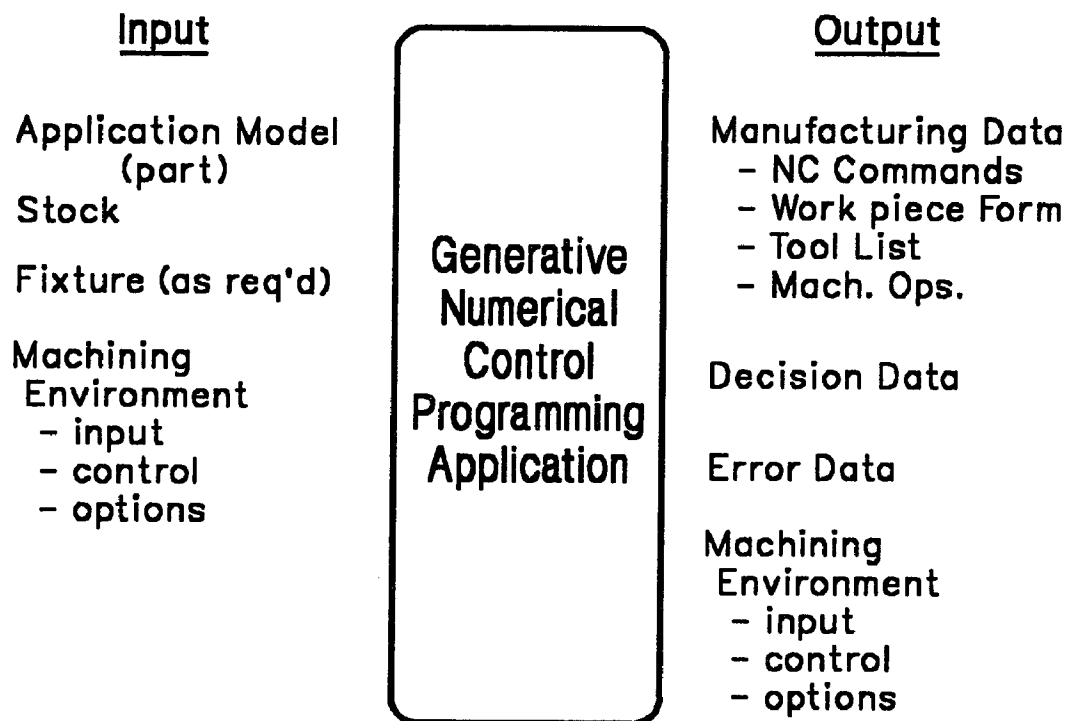 Input
Application Model
(part)
Stock
Fixture (as req'd)
Machining
Environment
- input
- control
- options
Generative
Numerical
Control
Programming
Application
Output
Manufacturing Data
- NC Commands
- Work piece Form
- Tool List
- Mach. Ops.
Decision Data
Error Data
Machining
Environment
- input
- control
- options